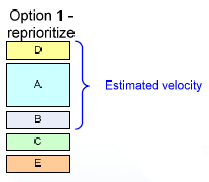 Option 1 -
reprioritize
D
A
Estimated velocity
B
C
E